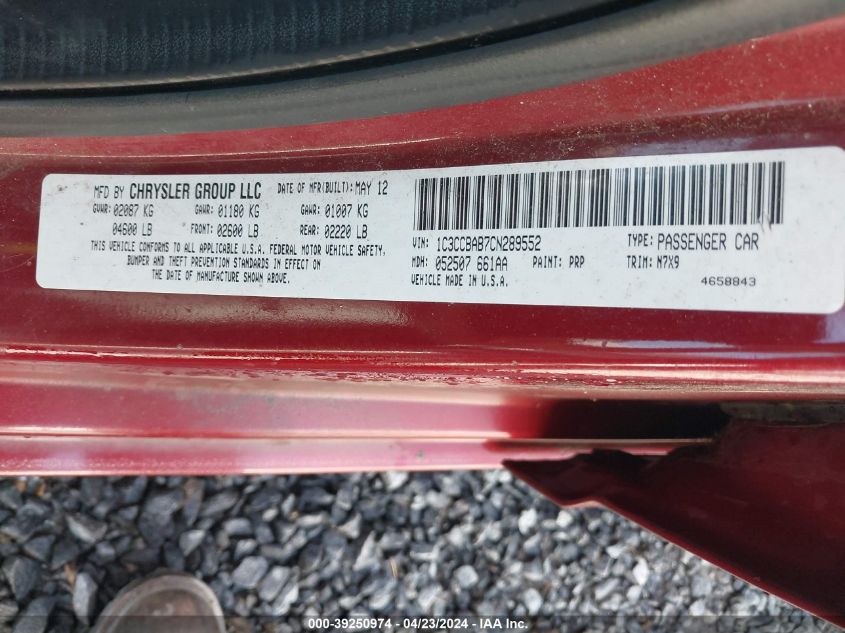 MFD BY CHRYSLER GROUP LLC DATE OF MFR(BUILT): MAY 12
GVWR: 02087 KG GAWR: 01180 KG GAWR: 01007 KG
04600 LB FRONT: 02600 LB REAR: 02220 LB
THIS VEHICLE CONFORMS TO ALL APPLICABLE U.S.A. FEDERAL MOTOR VEHICLE SAFETY,
BUMPER AND THEFT PREVENTION STANDARDS IN EFFECT ON
THE DATE OF MANUFACTURE SHOWN ABOVE.
VIN: 1C3CCBAB7CN289552 TYPE: PASSENGER CAR
MDH: 052507 661AA PAINT: PRP TRIM: N7X9
VEHICLE MADE IN U.S.A. 4658843
000-39250974 - 04/23/2024 - IAA Inc.